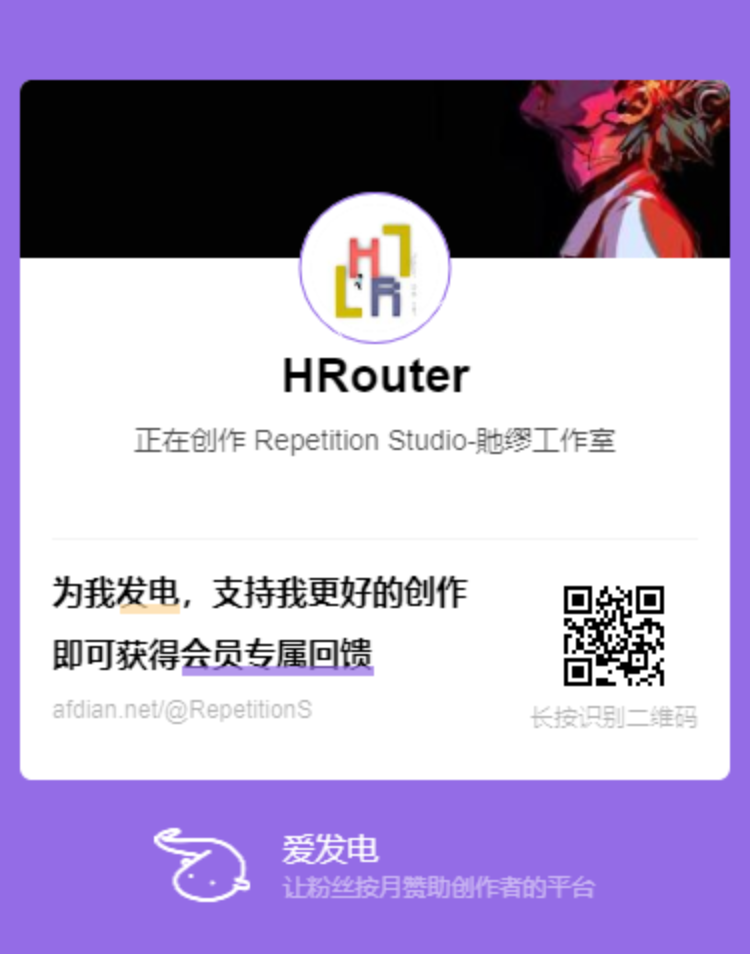 HR
HRouter
正在创作 Repetition Studio-貤缪工作室
为我发电，支持我更好的创作
即可获得会员专属回馈
afdian.net/@RepetitionS
长按识别二维码
爱发电
让粉丝按月赞助创作者的平台